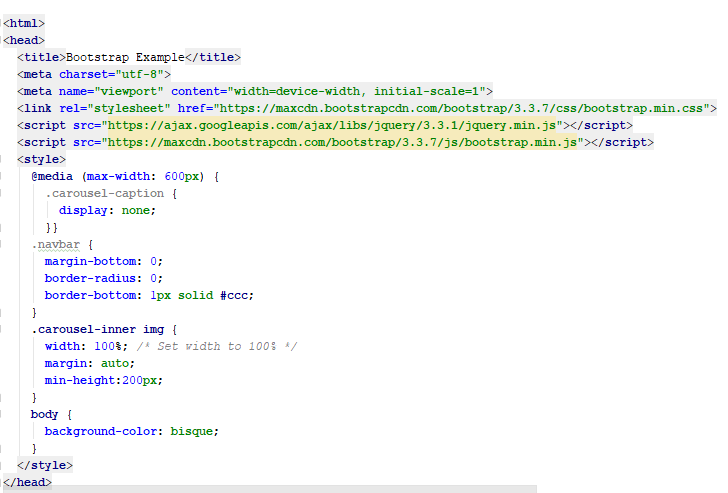 <html>
<head>
<title>Bootstrap Example</title>
<meta charset="utf-8">
<meta name="viewport" content="width=device-width, initial-scale=1">
<link rel="stylesheet" href="https://maxcdn.bootstrapcdn.com/bootstrap/3.3.7/css/bootstrap.min.css">
<script src="https://ajax.googleapis.com/ajax/libs/jquery/3.3.1/jquery.min.js"></script>
<script src="https://maxcdn.bootstrapcdn.com/bootstrap/3.3.7/js/bootstrap.min.js"></script>
<style>
@media (max-width: 600px) {
.carousel-caption {
display: none;
}}
.navbar {
margin-bottom: 0;
border-radius: 0;
border-bottom: 1px solid #ccc;
}
.carousel-inner img {
width: 100%; /* Set width to 100% */
margin: auto;
min-height:200px;
}
body {
background-color: bisque;
}
</style>
</head>